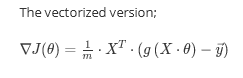 The vectorized version;
∇J(θ) = 1/m · X^T · (g (X · θ) − y⃗)